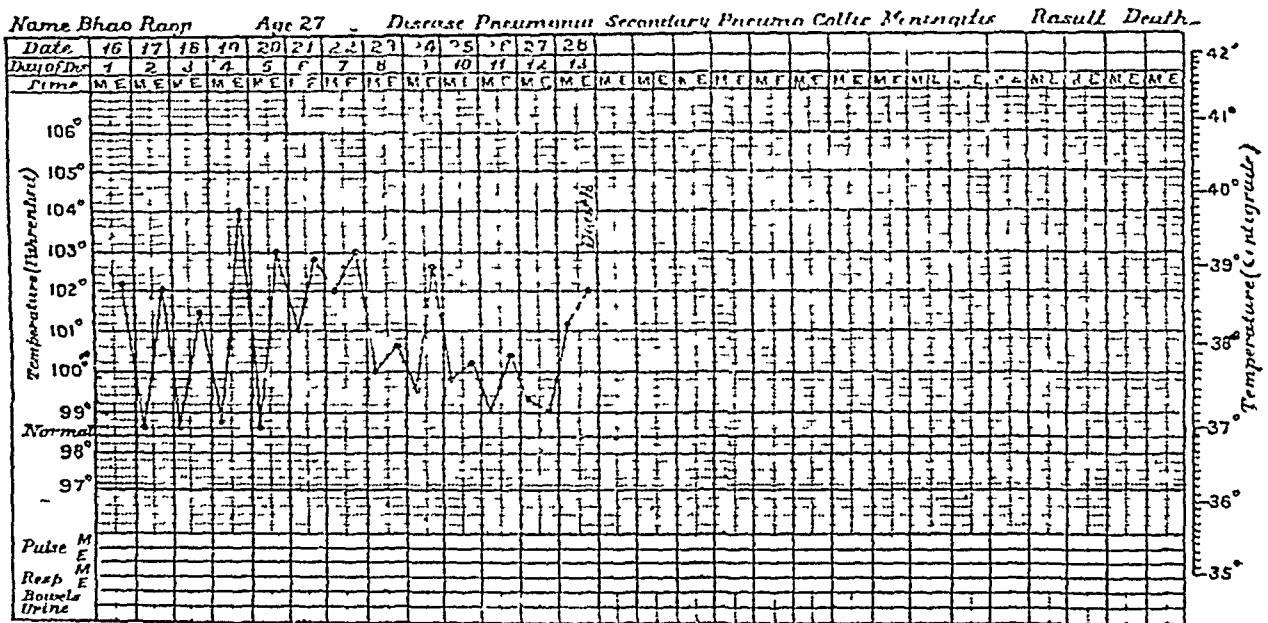 Name Bhao Ranp Age 27 Disease Pneumonia Secondary Pneumo Coccic Meningitis Rasult Death
Date 16 17 18 19 20 21 22 23 24 25 26 27 28
Day of Dis 1 2 3 4 5 6 7 8 9 10 11 12 13
Time M E M E M E M E M E M E M E M E M E M E M E M E M E M E M E M E M E M E M E M E M E M E M E M E M E M E M E M E
42°
41°
106°
105°
40°
104°
Death
103°
39°
102°
101°
38°
100°
99°
Normal
37°
98°
97°
36°
35°
Temperature (Fahrenheit)
Temperature (Centigrade)
Pulse M
E
Resp M
E
Bowels
Urine